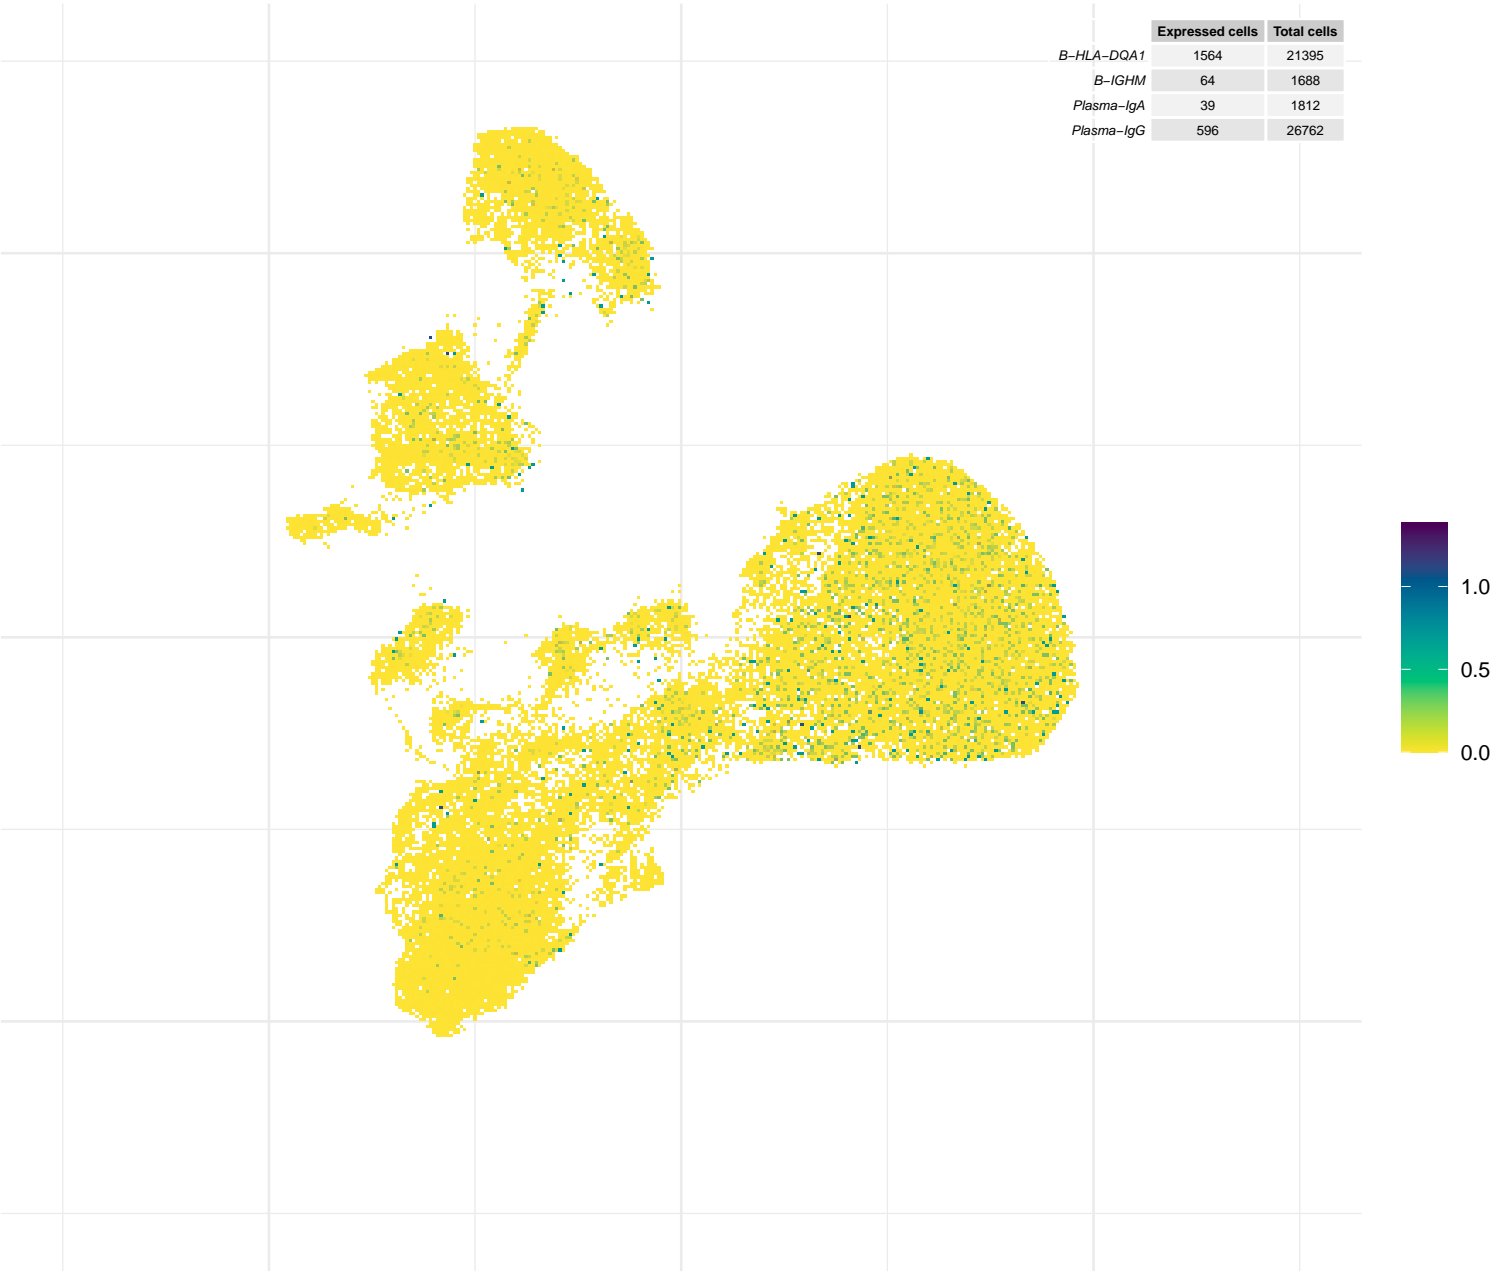 Expressed cells Total cells
B−HLA−DQA1 1564 21395
B−IGHM 64 1688
Plasma−IgA 39 1812
Plasma−IgG 596 26762
1.0
0.5
0.0